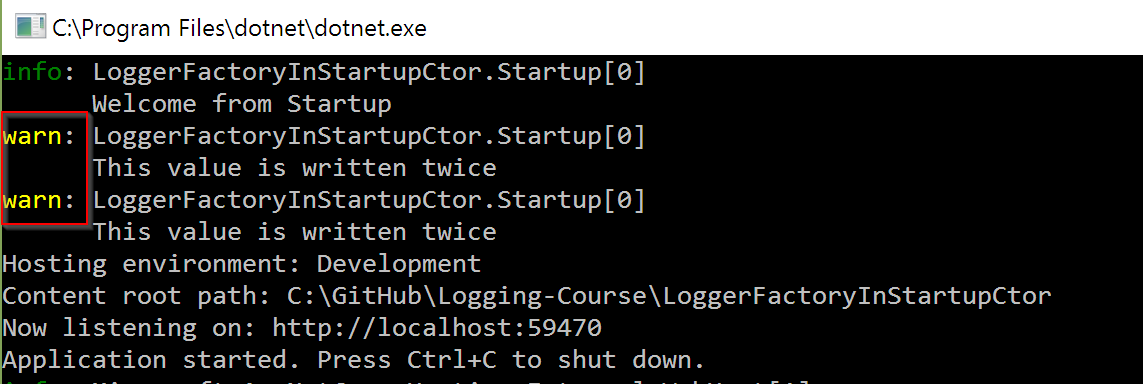 C:\Program Files\dotnet\dotnet.exe
info: LoggerFactoryInStartupCtor.Startup[0]
Welcome from Startup
warn: LoggerFactoryInStartupCtor.Startup[0]
This value is written twice
warn: LoggerFactoryInStartupCtor.Startup[0]
This value is written twice
Hosting environment: Development
Content root path: C:\GitHub\Logging-Course\LoggerFactoryInStartupCtor
Now listening on: http://localhost:59470
Application started. Press Ctrl+C to shut down.